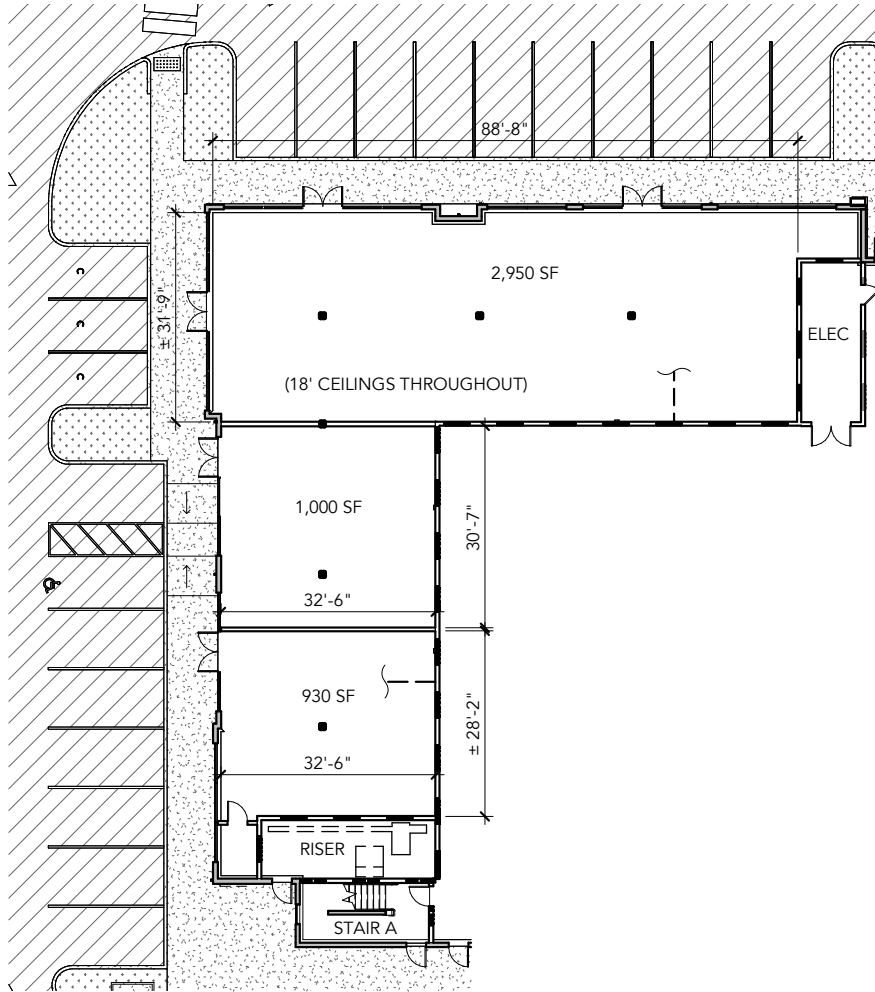 88'-8"
2,950 SF
± 31'-9"
ELEC
(18' CEILINGS THROUGHOUT)
1,000 SF
30'-7"
32'-6"
930 SF
± 28'-2"
32'-6"
RISER
STAIR A